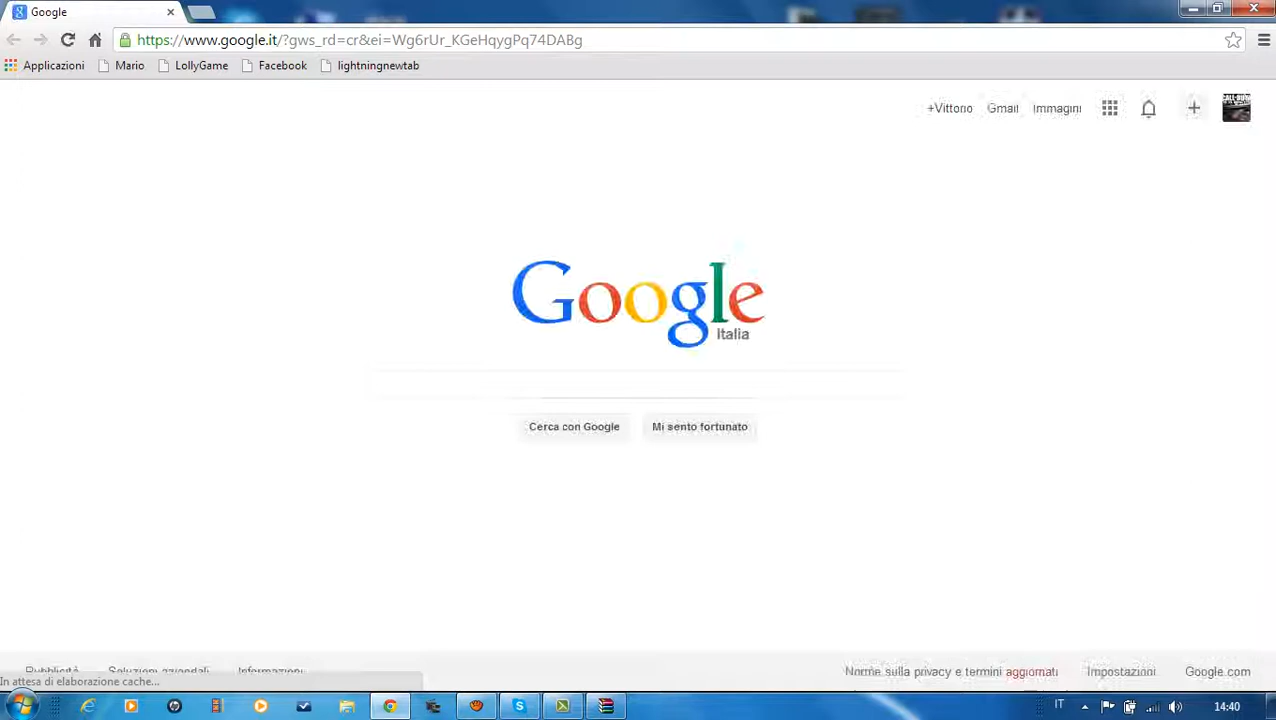 Google
https://www.google.it/?gws_rd=cr&ei=Wg6rUr_KGeHqygPq74DABg
Applicazioni Mario LollyGame Facebook lightningnewtab
+Vittorio Gmail Immagini
Google
Italia
Cerca con Google Mi sento fortunato
Pubblicità Soluzioni aziendali Informazioni Norme sulla privacy e termini aggiornati Impostazioni Google.com
In attesa di elaborazione cache...
IT 14:40